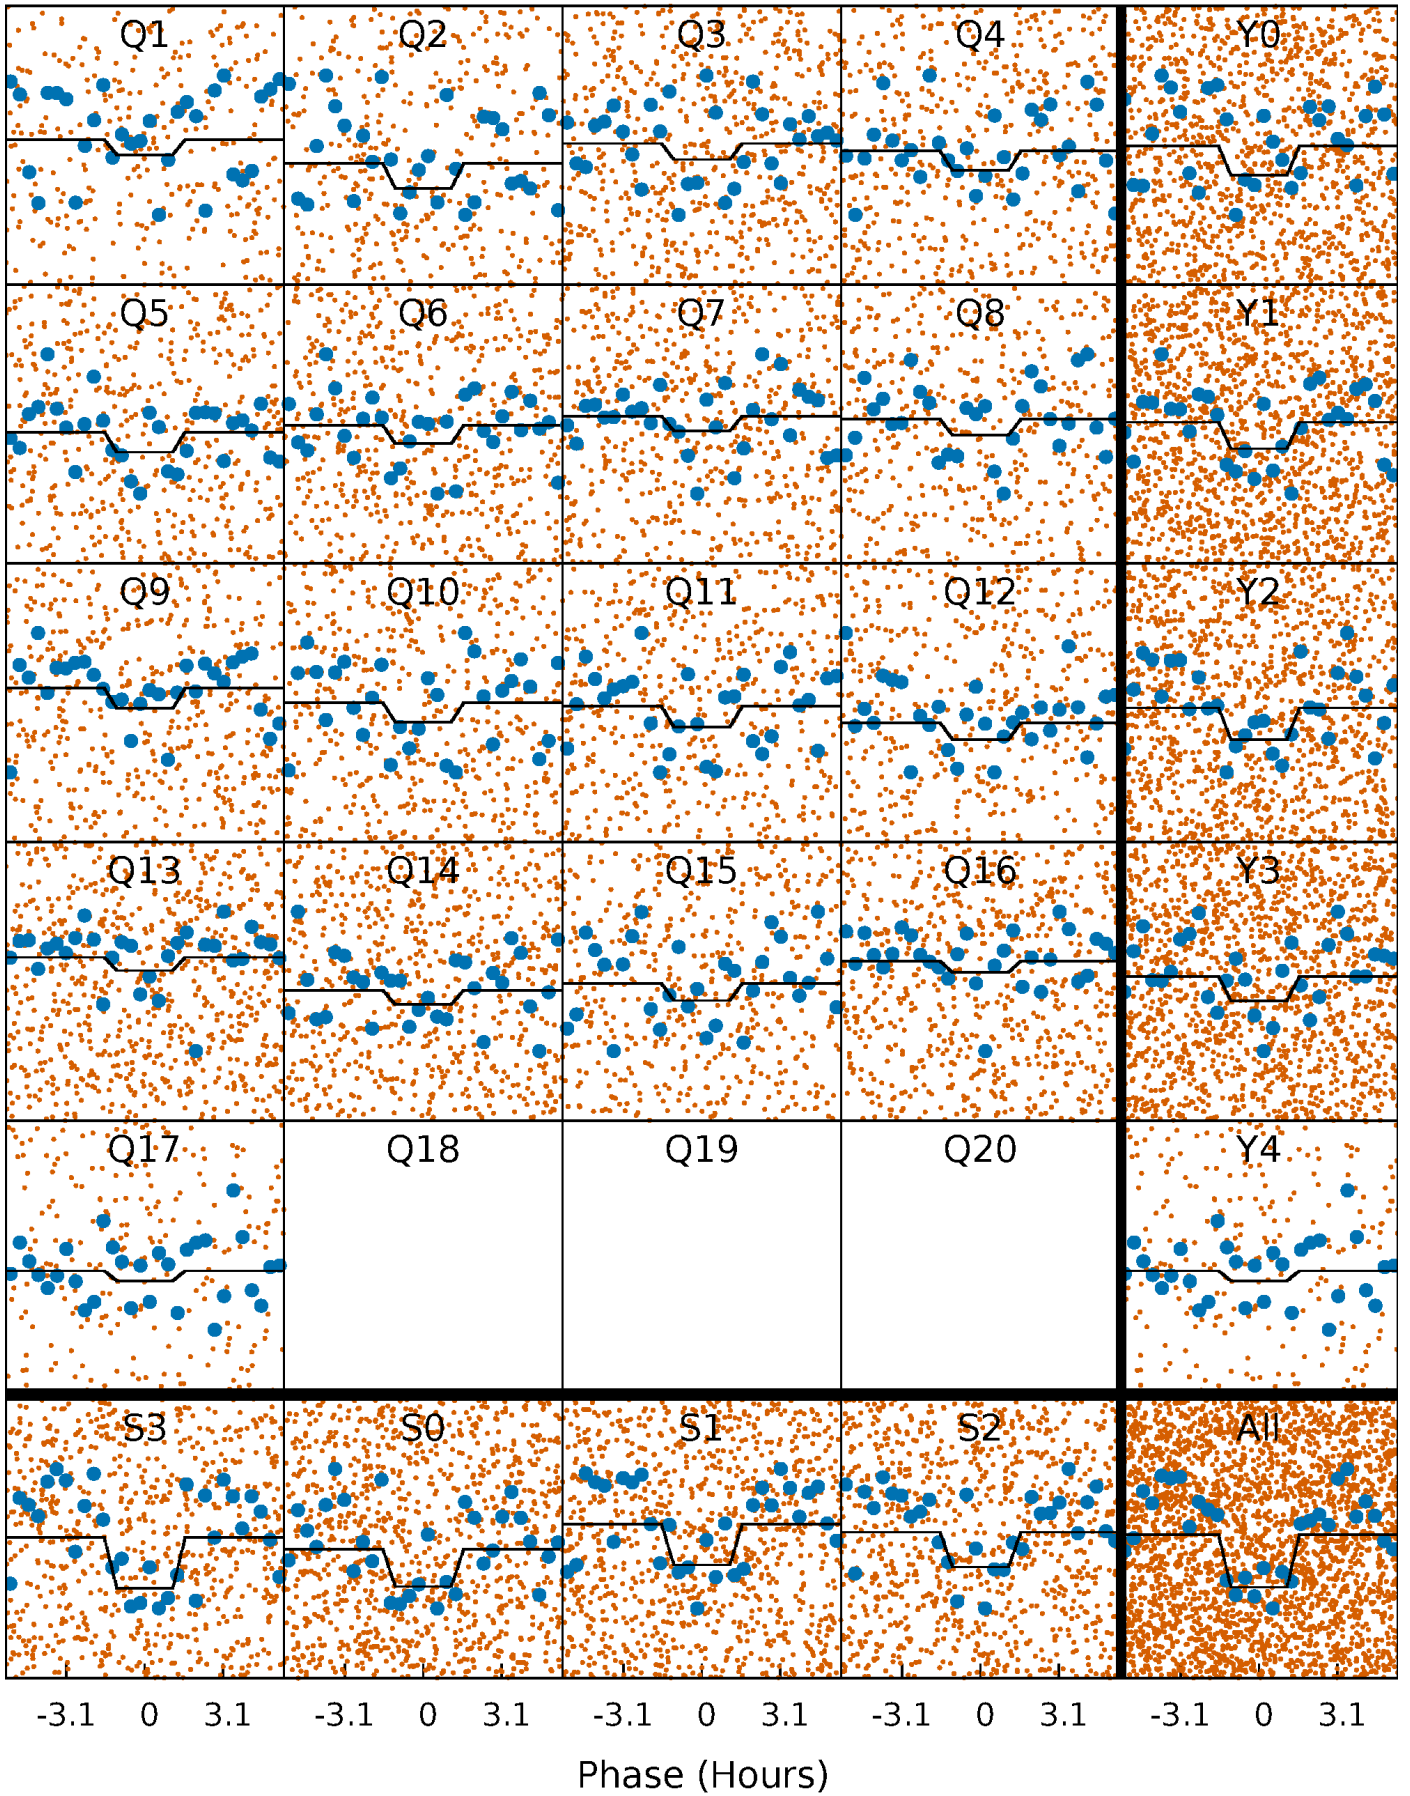 Q1 Q2 Q3 Q4 Y0
Q5 Q6 Q7 Q8 Y1
Q9 Q10 Q11 Q12 Y2
Q13 Q14 Q15 Q16 Y3
Q17 Q18 Q19 Q20 Y4
S3 S0 S1 S2 All
-3.1 0 3.1 -3.1 0 3.1 -3.1 0 3.1 -3.1 0 3.1 -3.1 0 3.1
Phase (Hours)